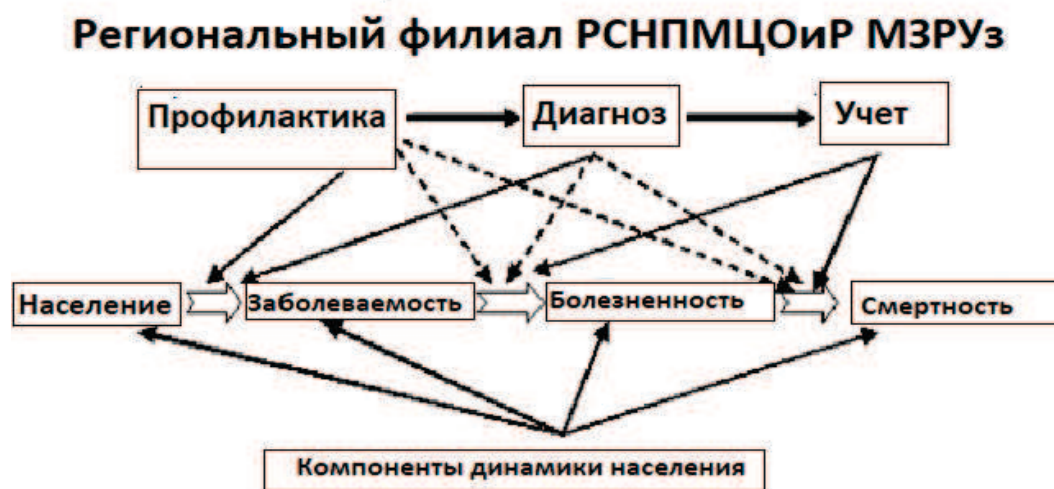 Региональный филиал РСНПМЦОиР МЗРУз
Профилактика
Диагноз
Учет
Население
Заболеваемость
Болезненность
Смертность
Компоненты динамики населения